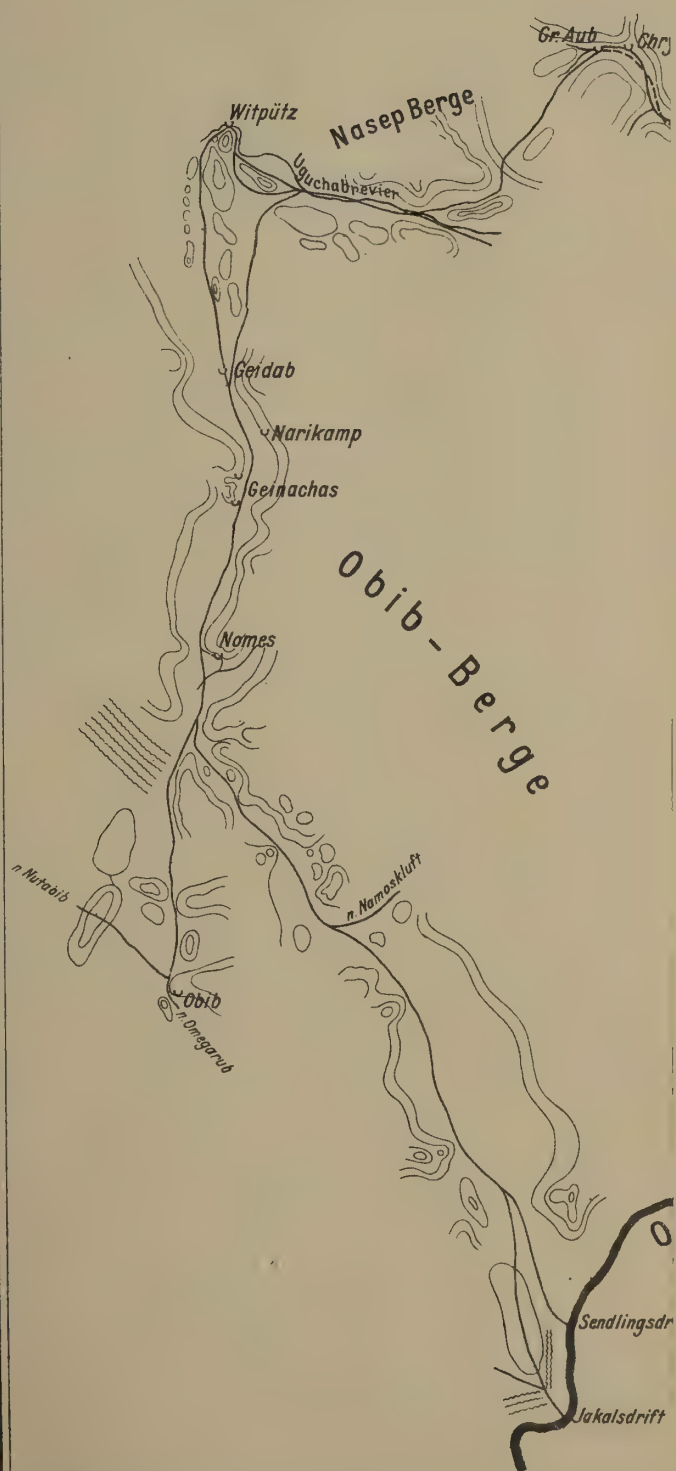 Gr. Aub
Witpütz
Nasep Berge
Uguchabrevier
Geidab
Narikamp
Geinachas
Obib-Berge
Nomes
n. Nutabib
n. Namoskluft
Obib
n. Omegarub
Sendlingsdr
Jakalsdrift